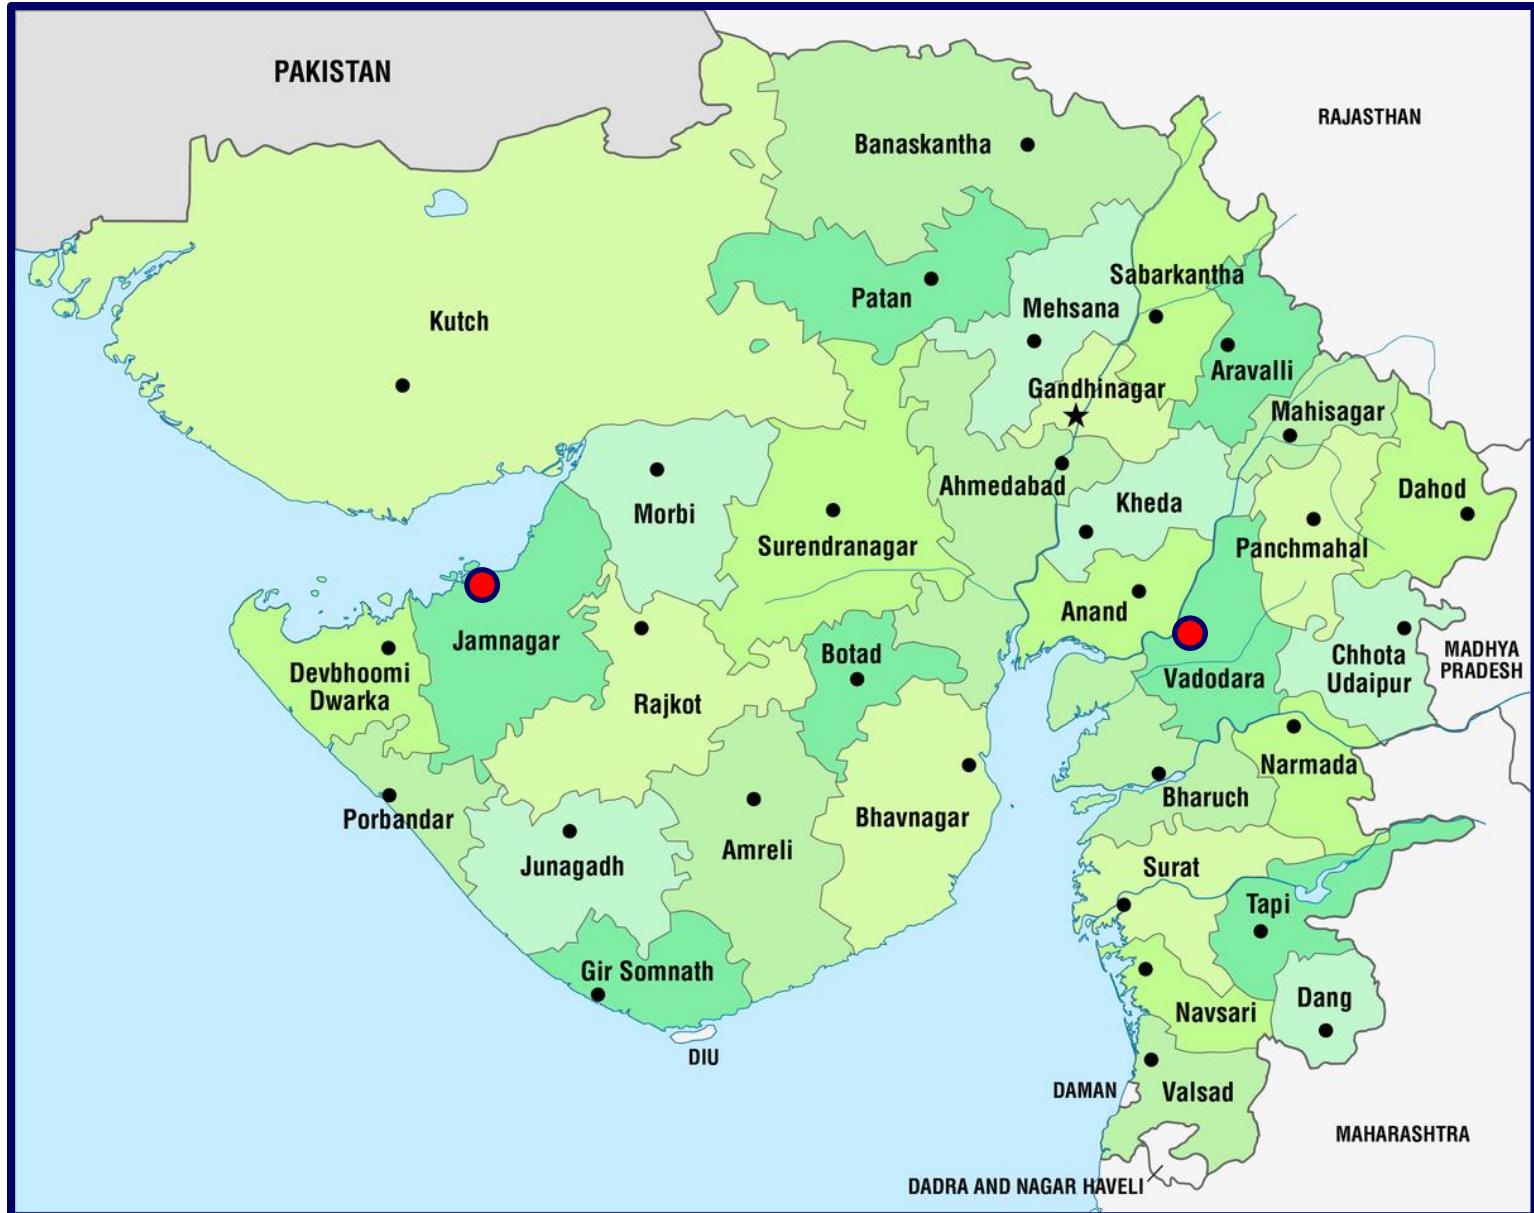 PAKISTAN
RAJASTHAN
Banaskantha
Sabarkantha
Patan
Mehsana
Kutch
Aravalli
Gandhinagar
Mahisagar
Ahmedabad
Dahod
Kheda
Morbi
Surendranagar
Panchmahal
Anand
Jamnagar
Botad
Chhota
Udaipur
MADHYA
PRADESH
Devbhoomi
Dwarka
Vadodara
Rajkot
Narmada
Bharuch
Porbandar
Bhavnagar
Amreli
Junagadh
Surat
Tapi
Gir Somnath
Dang
Navsari
DIU
DAMAN
Valsad
MAHARASHTRA
DADRA AND NAGAR HAVELI